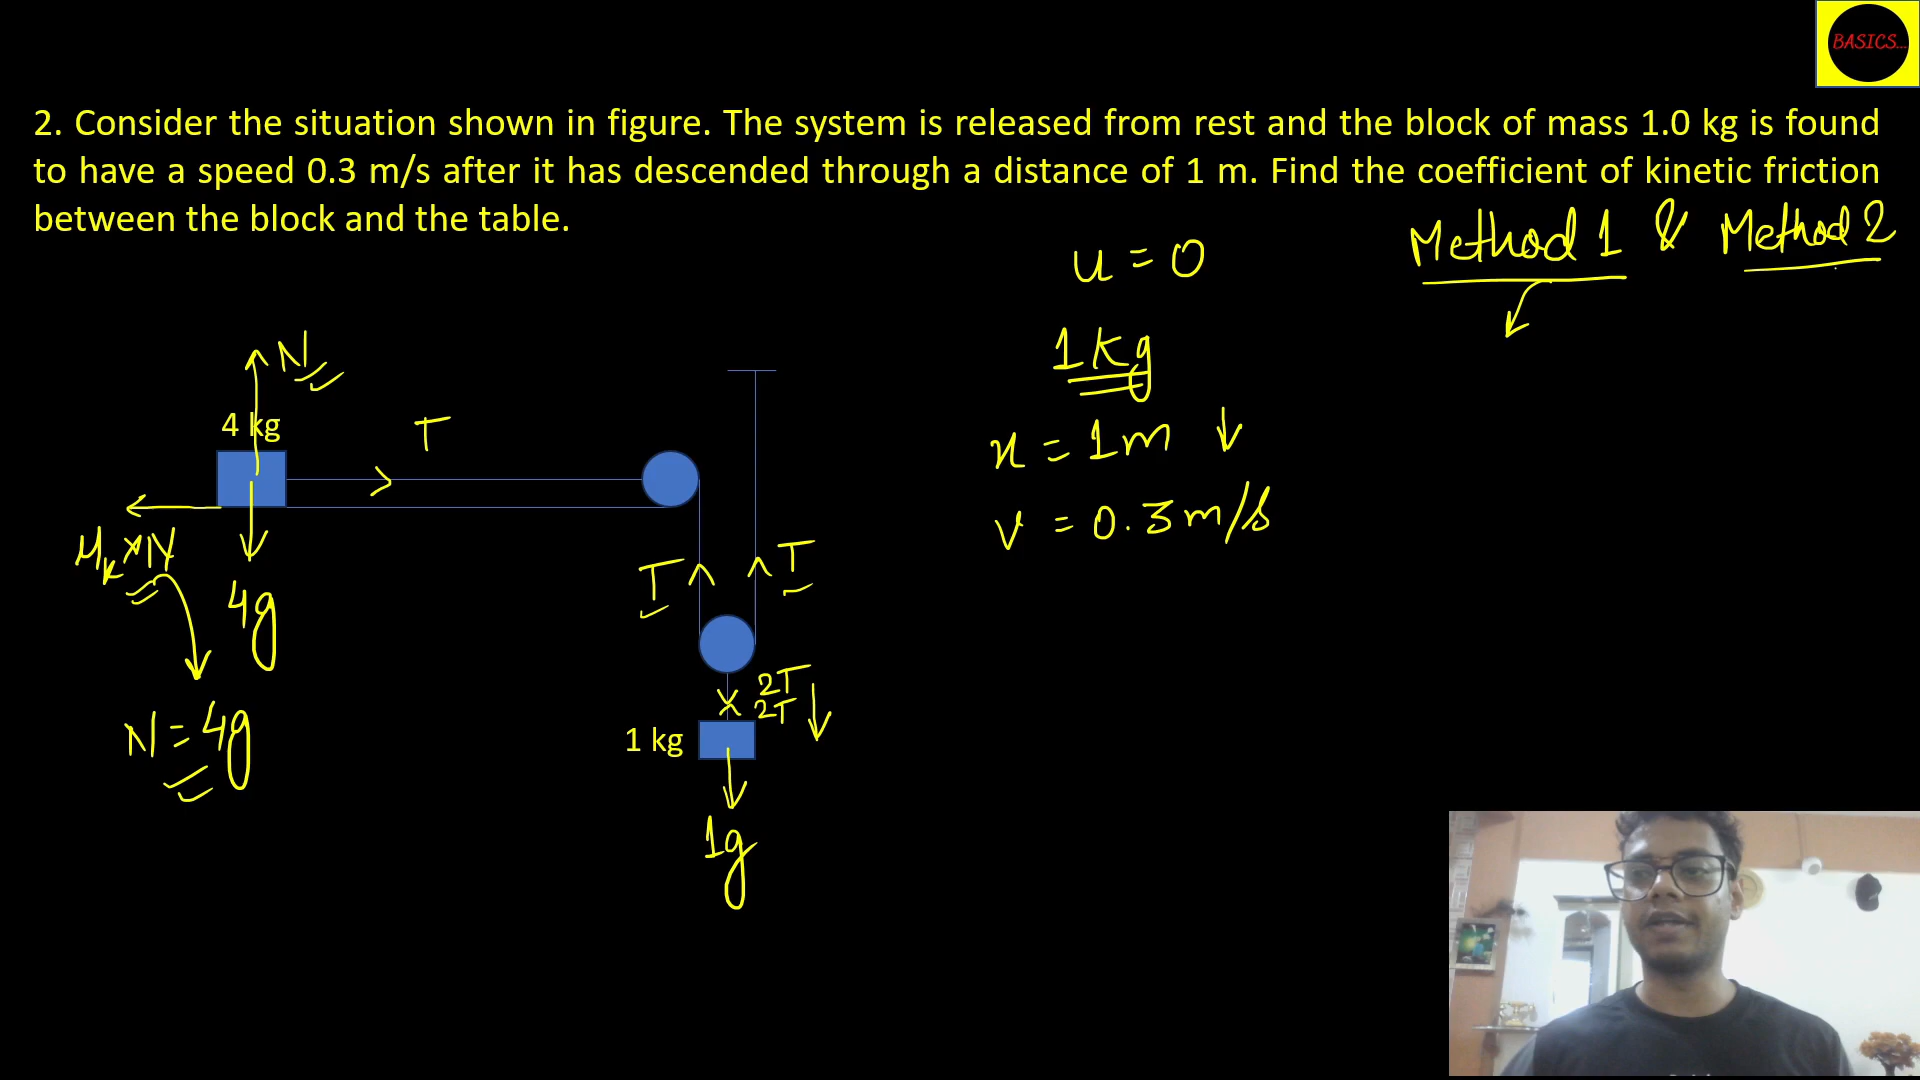 BASICS...
2. Consider the situation shown in figure. The system is released from rest and the block of mass 1.0 kg is found
to have a speed 0.3 m/s after it has descended through a distance of 1 m. Find the coefficient of kinetic friction
between the block and the table.
Method 1 & Method 2
u = 0
1kg
x = 1m ↓
v = 0.3 m/s
N
4 kg
T
μk×N
4g
N = 4g
T
T
2T
2T
1 kg
1g